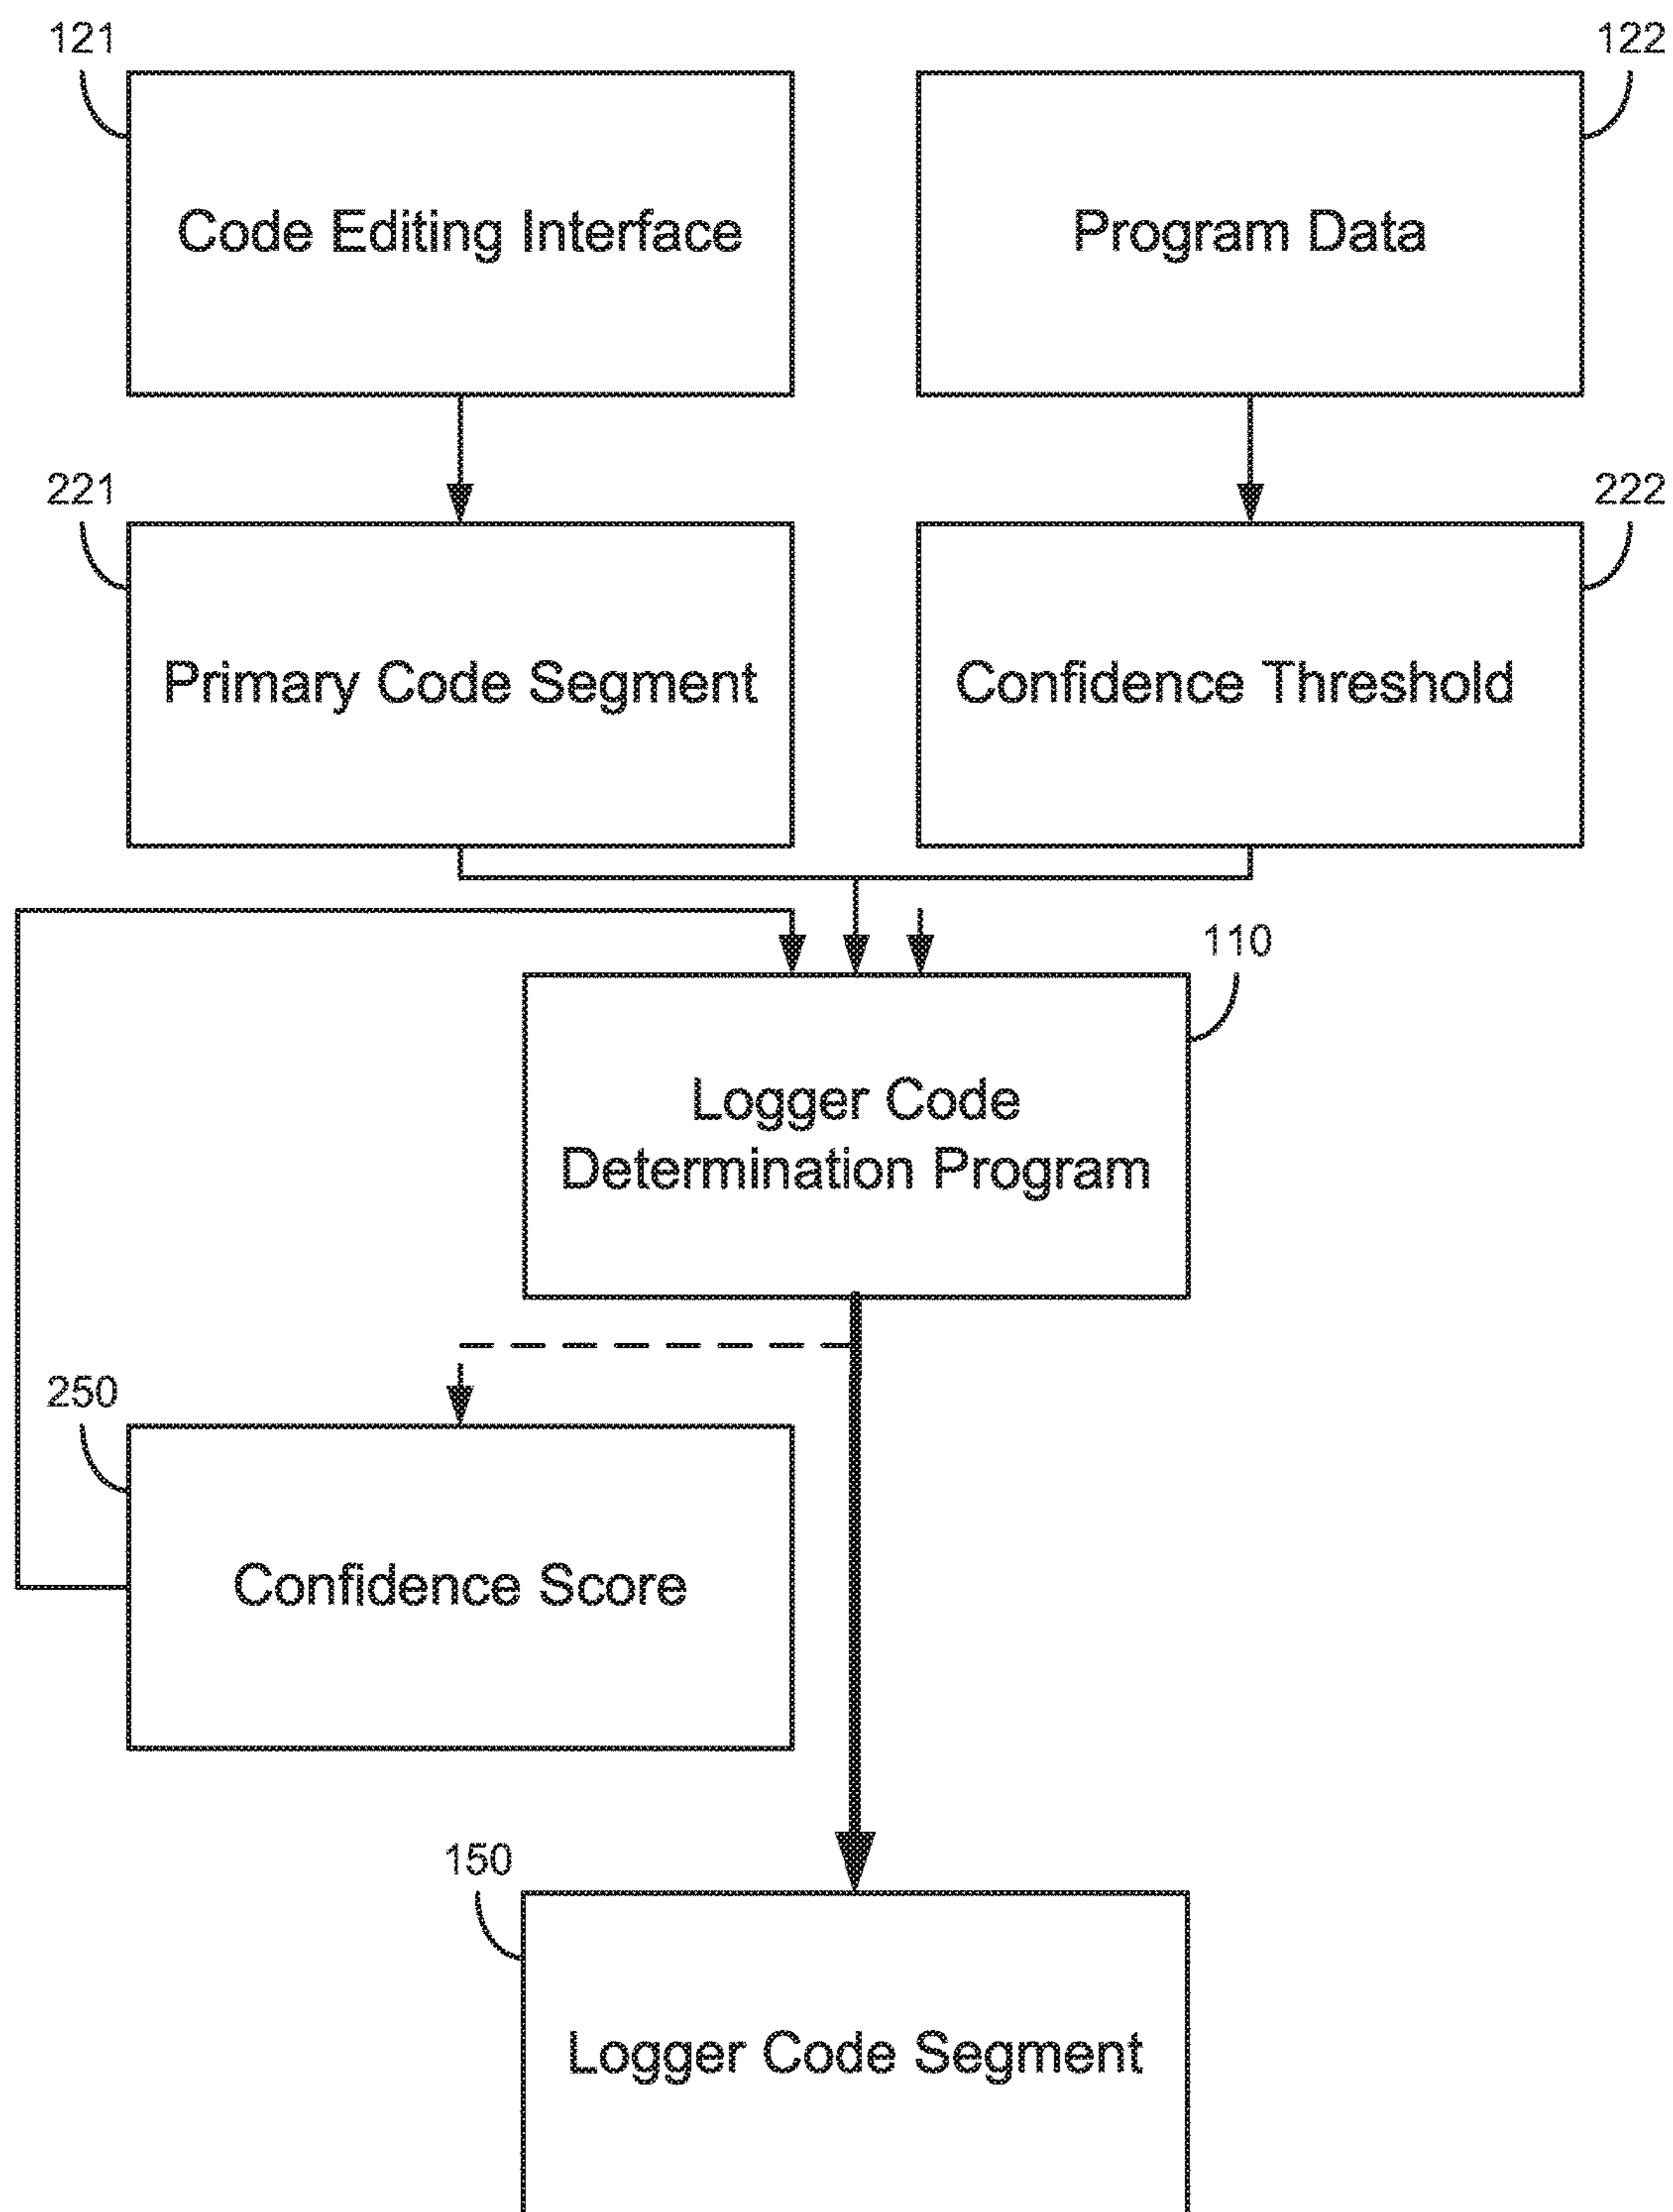 121
122
Code Editing Interface
Program Data
221
222
Primary Code Segment
Confidence Threshold
110
Logger Code
Determination Program
250
Confidence Score
150
Logger Code Segment